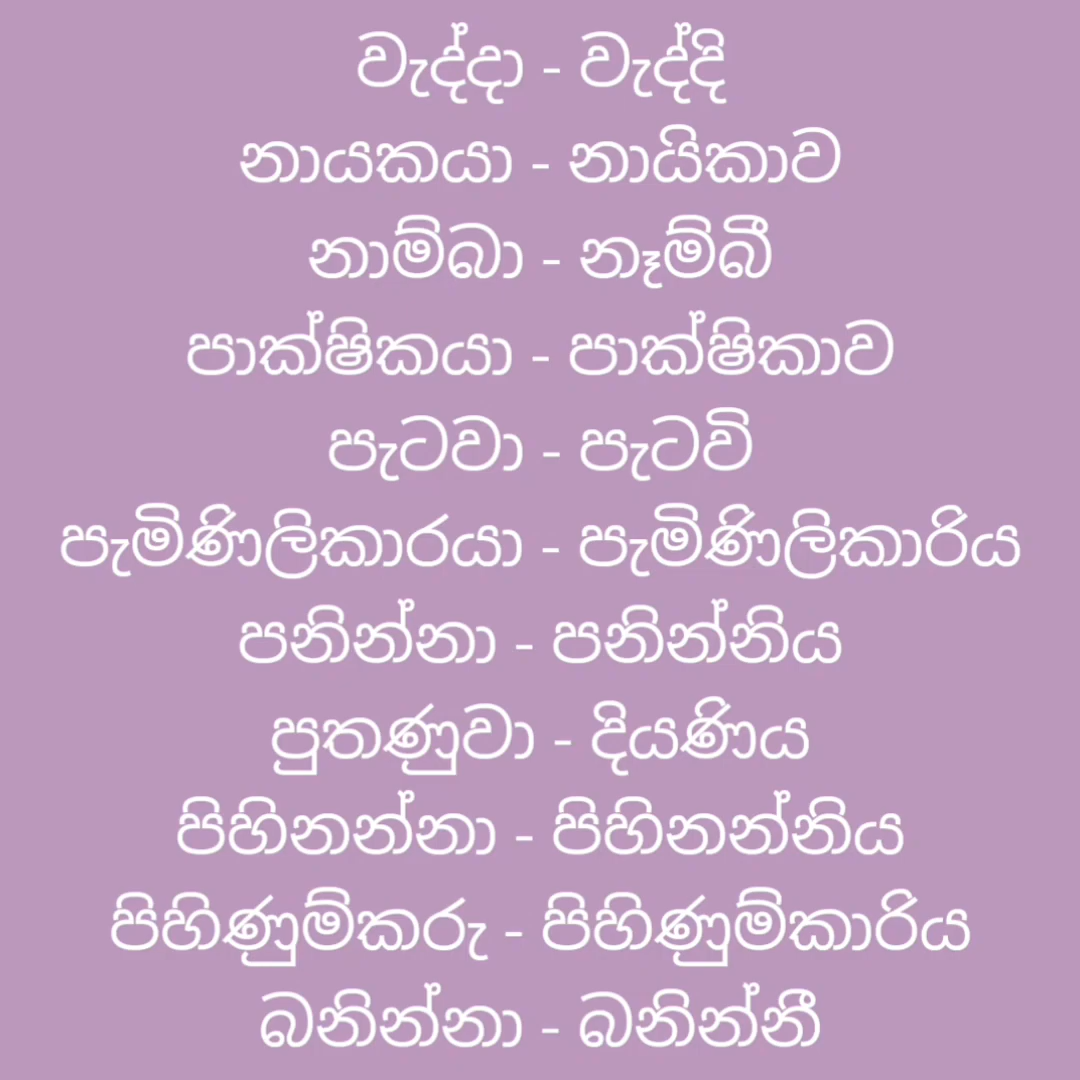 වැද්දා - වැද්දි
නායකයා - නායිකාව
නාම්බා - නෑම්බී
පාක්ෂිකයා - පාක්ෂිකාව
පැටවා - පැටවි
පැමිණිලිකාරයා - පැමිණිලිකාරිය
පනින්නා - පනින්නිය
පුතණුවා - දියණිය
පිහිනන්නා - පිහිනන්නිය
පිහිණුම්කරු - පිහිණුම්කාරිය
බනින්නා - බනින්නී